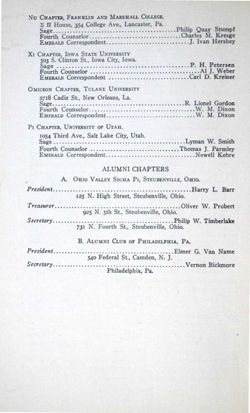 NU CHAPTER, FRANKLIN AND MARSHALL COLLEGE.
Σ Π House, 354 College Ave., Lancaster, Pa.
Sage..............................Philip Quay Stumpf
Fourth Counselor..............................Charles M. Kresge
EMERALD Correspondent..............................J. Ivan Hershey
XI CHAPTER, IOWA STATE UNIVERSITY
503 S. Clinton St., Iowa City, Iowa.
Sage..............................P. H. Petersen
Fourth Counselor..............................Al J. Weber
EMERALD Correspondent..............................Carl D. Kreiner
OMICRON CHAPTER, TULANE UNIVERSITY
2718 Cadiz St., New Orleans, La.
Sage..............................R. Lionel Gordon
Fourth Counselor..............................W. M. Dixon
EMERALD Correspondent..............................W. M. Dixon
PI CHAPTER, UNIVERSITY OF UTAH.
1054 Third Ave., Salt Lake City, Utah.
Sage..............................Lyman W. Smith
Fourth Counselor..............................Thomas J. Parmley
EMERALD Correspondent..............................Newell Kehre
ALUMNI CHAPTERS
A. OHIO VALLEY SIGMA PI, STEUBENVILLE, OHIO.
President..............................Harry L. Barr
125 N. High Street, Steubenville, Ohio.
Treasurer..............................Oliver W. Probert
925 N. 5th St., Steubenville, Ohio.
Secretary..............................Philip W. Timberlake
731 N. Fourth St., Steubenville, Ohio.
B. ALUMNI CLUB OF PHILADELPHIA, PA.
President..............................Elmer G. Van Name
540 Federal St., Camden, N. J.
Secretary..............................Vernon Bickmore
Philadelphia, Pa.